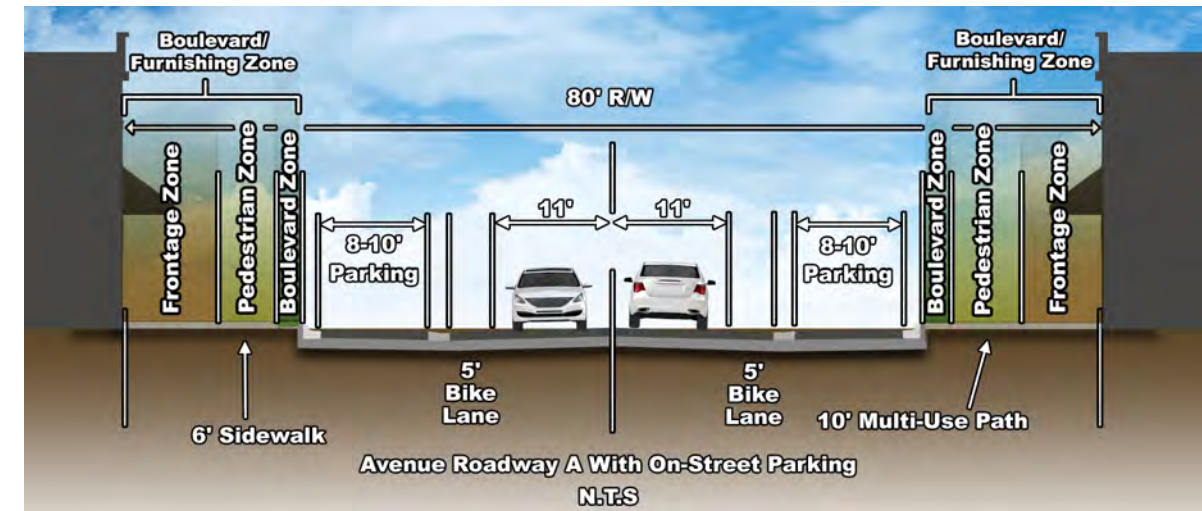 Boulevard/
Furnishing Zone
Boulevard/
Furnishing Zone
80' R/W
Frontage Zone
Pedestrian Zone
Boulevard Zone
8-10'
Parking
11'
11'
8-10'
Parking
Boulevard Zone
Pedestrian Zone
Frontage Zone
5'
Bike
Lane
5'
Bike
Lane
6' Sidewalk
10' Multi-Use Path
Avenue Roadway A With On-Street Parking
N.T.S